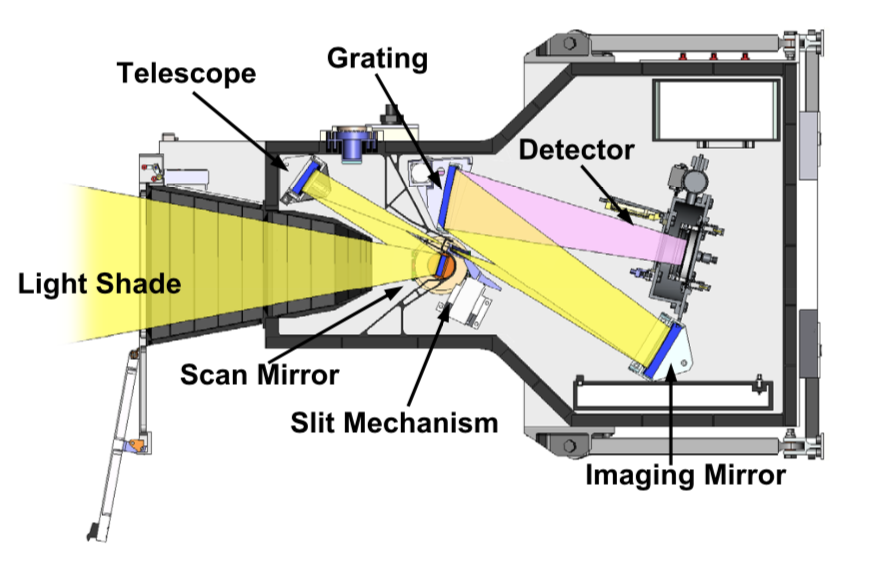 Grating
Telescope
Detector
Light Shade
Scan Mirror
Slit Mechanism
Imaging Mirror